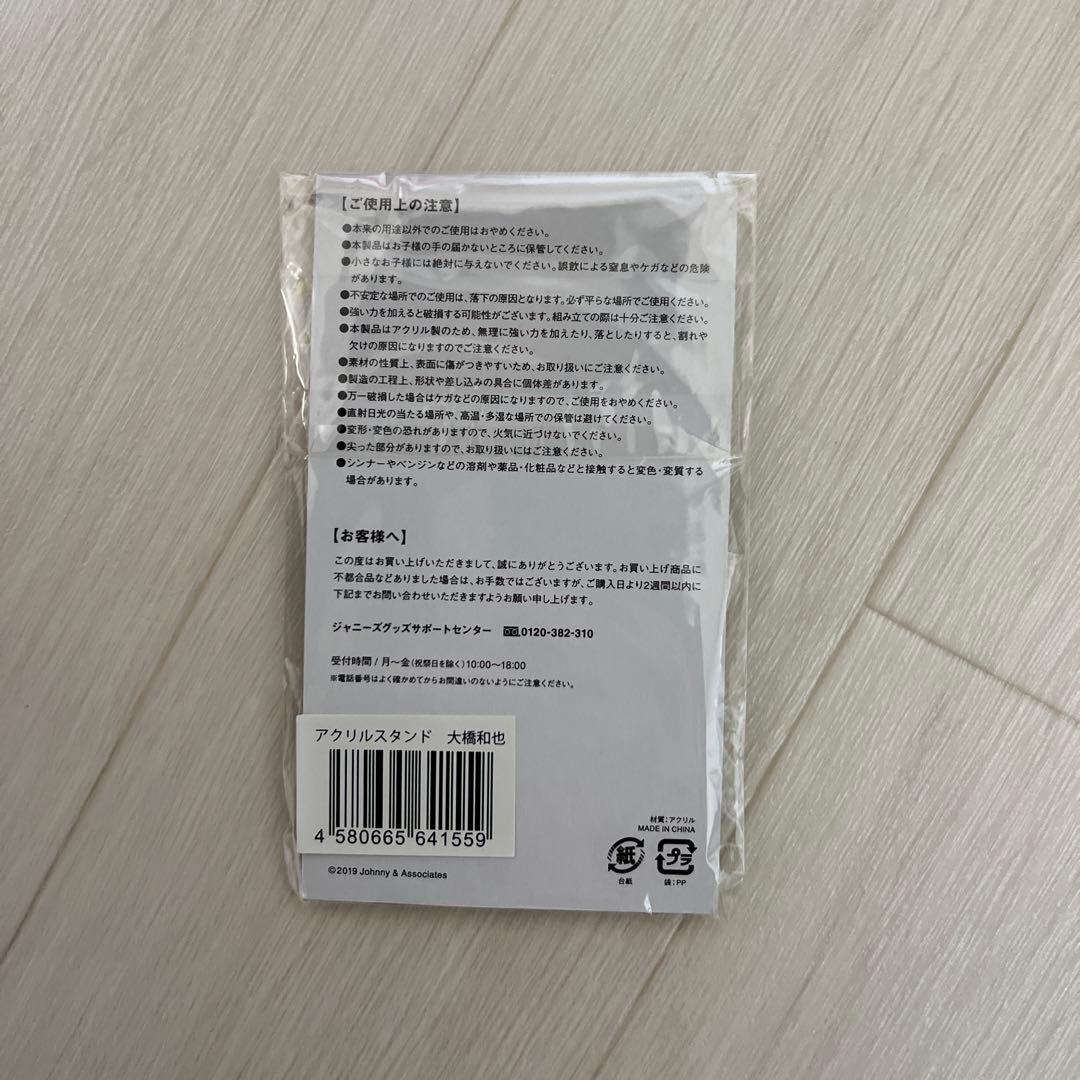 【ご使用上の注意】
●本来の用途以外でのご使用はおやめください。
●本製品はお子様の手の届かないところに保管してください。
●小さなお子様には絶対に与えないでください。誤飲による窒息やケガなどの危険
があります。
●不安定な場所でのご使用は、落下の原因となります。必ず平らな場所でご使用ください。
●強い力を加えると破損する可能性がございます。組み立ての際は十分ご注意ください。
●本製品はアクリル製のため、無理に強い力を加えたり、落としたりすると、割れや
欠けの原因になりますのでご注意ください。
●素材の性質上、表面に傷がつきやすいため、お取り扱いにご注意ください。
●製造の工程上、形状や差し込みの具合に個体差があります。
●万一破損した場合はケガなどの原因になりますので、ご使用をおやめください。
●直射日光の当たる場所や、高温・多湿な場所での保管は避けてください。
●変形・変色の恐れがありますので、火気に近づけないでください。
●尖った部分がありますので、お取り扱いにはご注意ください。
●シンナーやベンジンなどの溶剤や薬品・化粧品などと接触すると変色・変質する
場合があります。
【お客様へ】
この度はお買い上げいただきまして、誠にありがとうございます。お買い上げ商品に
不都合品などありました場合は、お手数ではございますが、ご購入日より2週間以内に
下記までお問い合わせいただきますようお願い申し上げます。
ジャニーズグッズサポートセンター 0120-382-310
受付時間/月〜金(祝祭日を除く)10:00〜18:00
※電話番号はよく確かめてからお間違いのないようにご注意ください。
アクリルスタンド 大橋和也
4 580665 641559
©2019 Johnny & Associates
材質:アクリル
MADE IN CHINA
紙 プラ
台紙 袋:PP